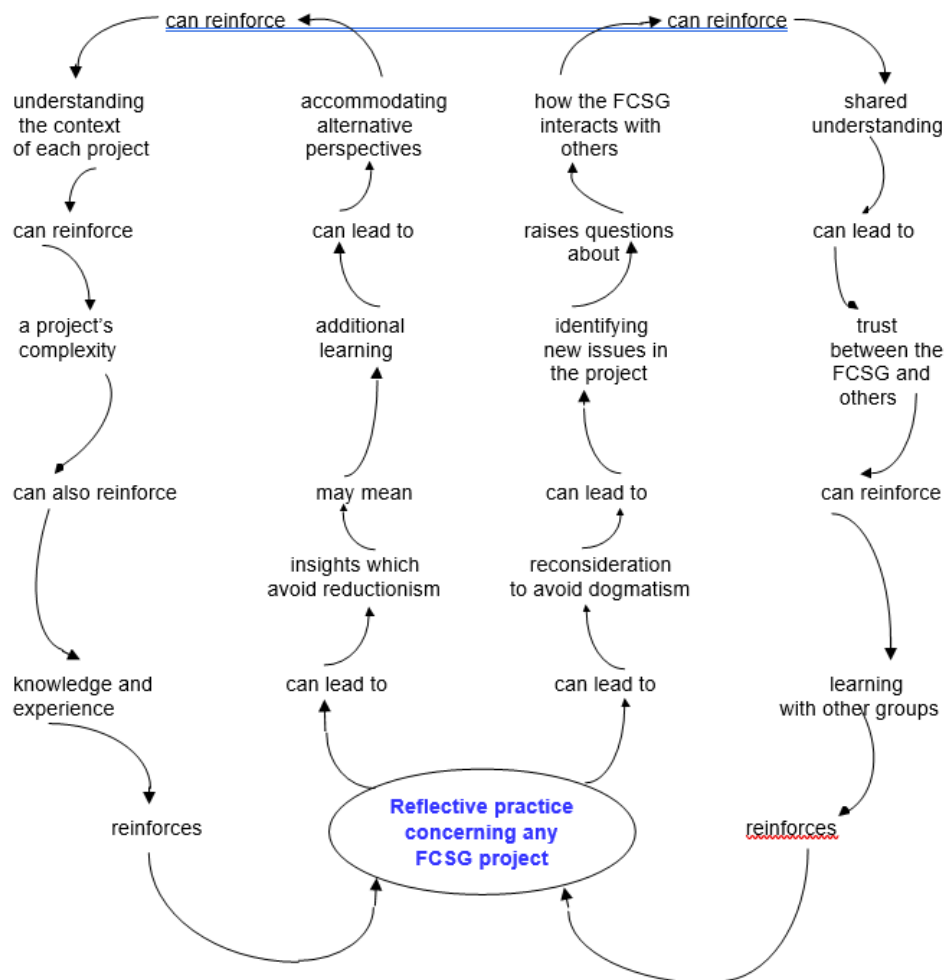 can reinforce
can reinforce
understanding
the context
of each project
accommodating
alternative
perspectives
how the FCSG
interacts with
others
shared
understanding
can reinforce
can lead to
raises questions
about
can lead to
a project's
complexity
additional
learning
identifying
new issues in
the project
trust
between the
FCSG and
others
can also reinforce
may mean
can lead to
can reinforce
insights which
avoid reductionism
reconsideration
to avoid dogmatism
knowledge and
experience
can lead to
can lead to
learning
with other groups
reinforces
Reflective practice
concerning any
FCSG project
reinforces